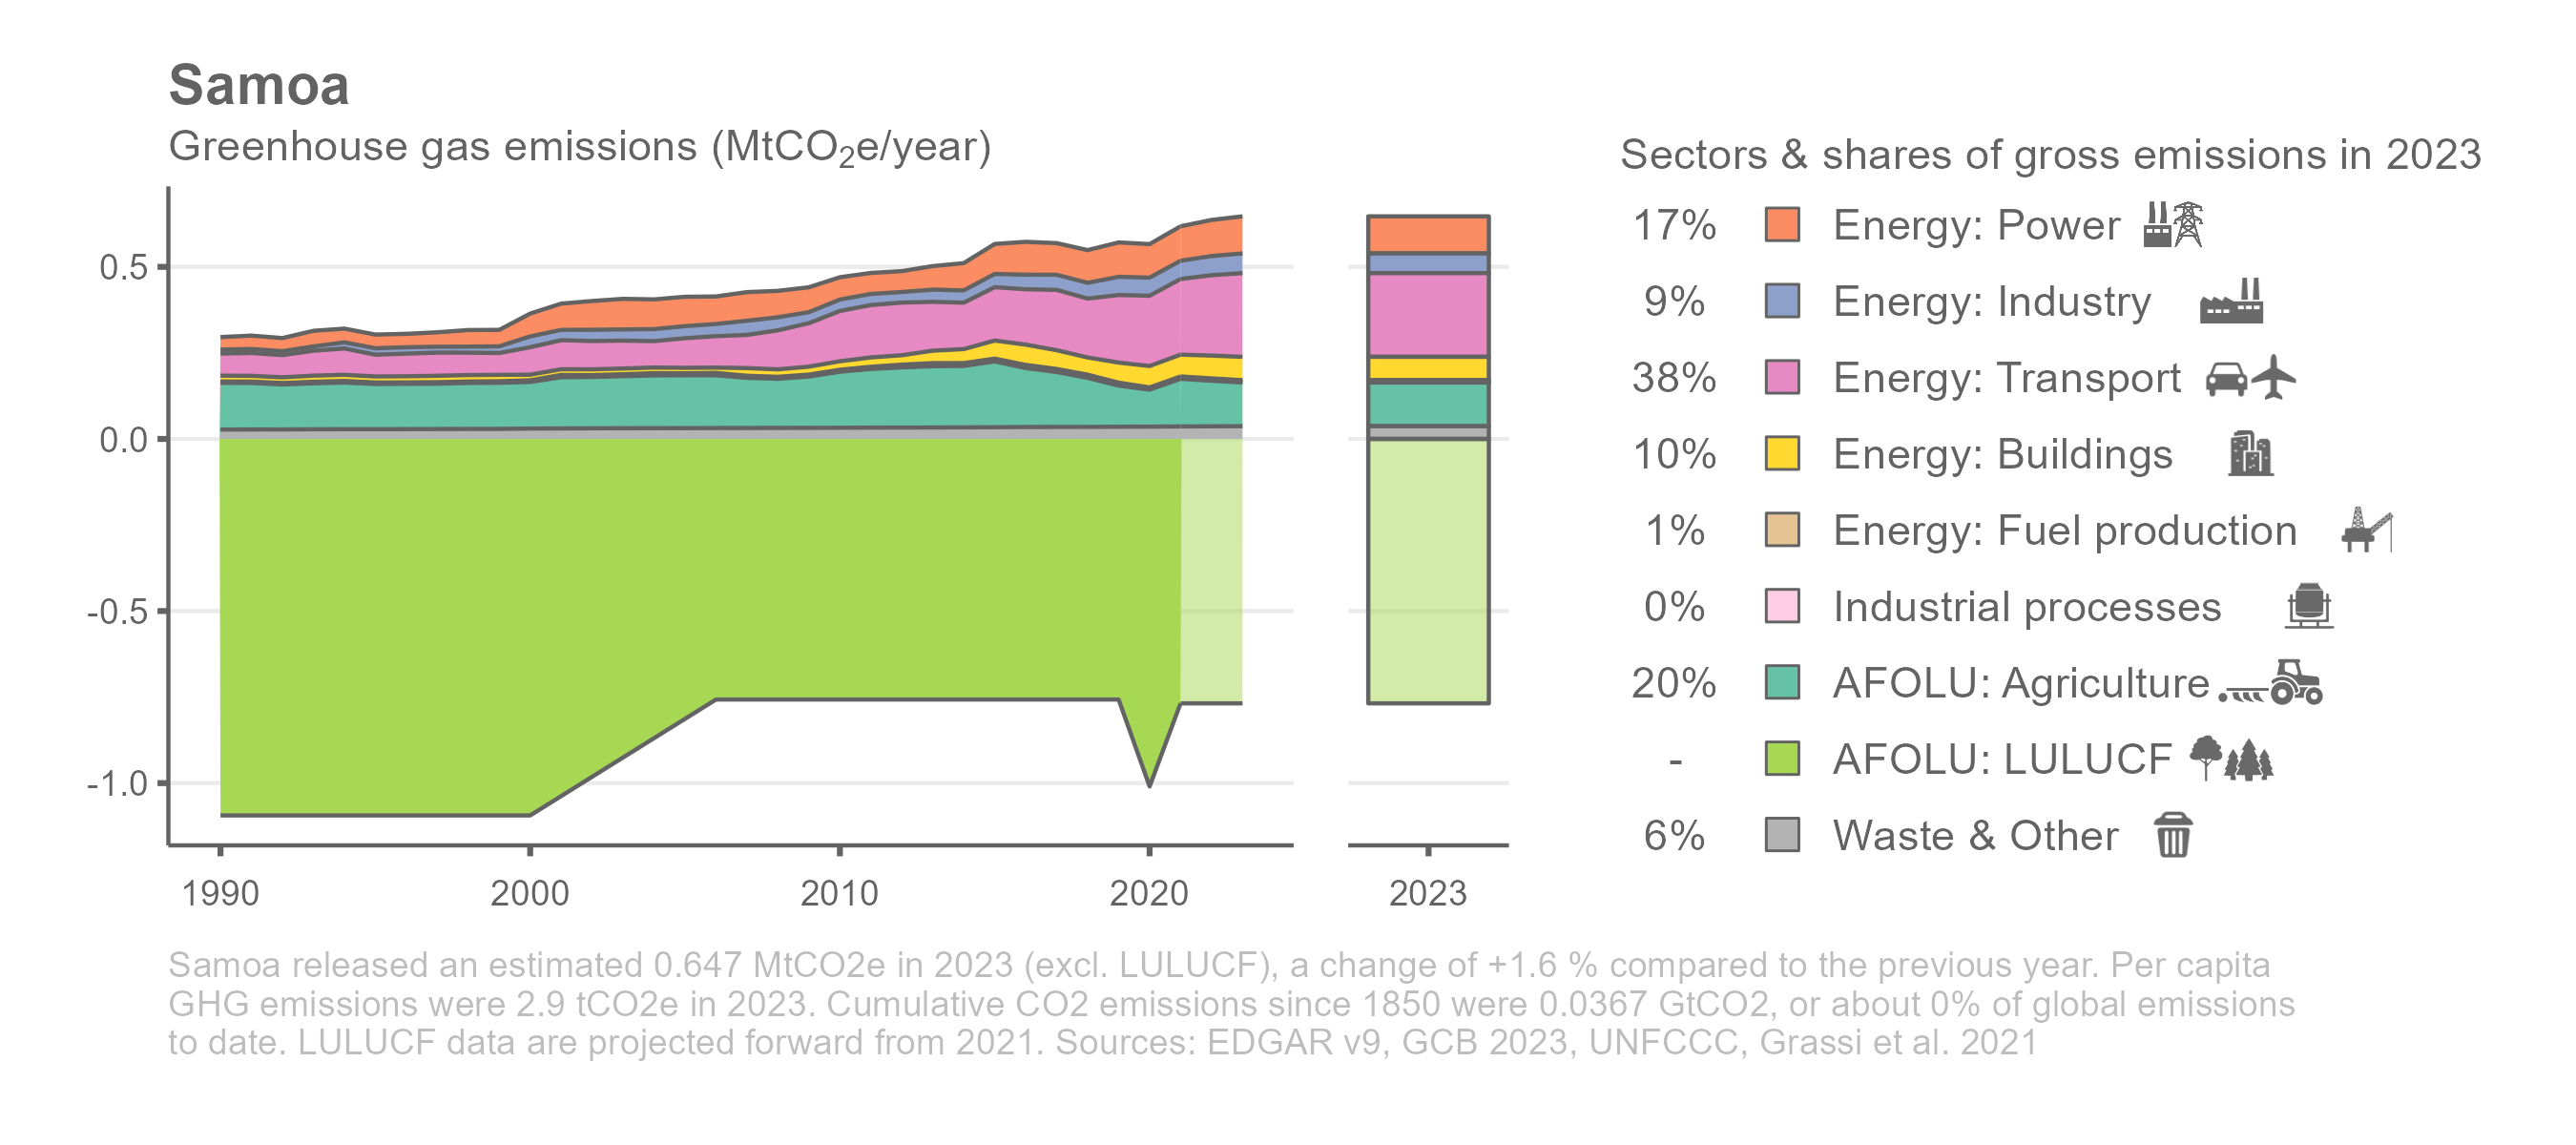 Samoa
Greenhouse gas emissions (MtCO₂e/year)
0.5
0.0
-0.5
-1.0
1990 2000 2010 2020 2023
Sectors & shares of gross emissions in 2023
17% Energy: Power
9% Energy: Industry
38% Energy: Transport
10% Energy: Buildings
1% Energy: Fuel production
0% Industrial processes
20% AFOLU: Agriculture
- AFOLU: LULUCF
6% Waste & Other
Samoa released an estimated 0.647 MtCO2e in 2023 (excl. LULUCF), a change of +1.6 % compared to the previous year. Per capita
GHG emissions were 2.9 tCO2e in 2023. Cumulative CO2 emissions since 1850 were 0.0367 GtCO2, or about 0% of global emissions
to date. LULUCF data are projected forward from 2021. Sources: EDGAR v9, GCB 2023, UNFCCC, Grassi et al. 2021